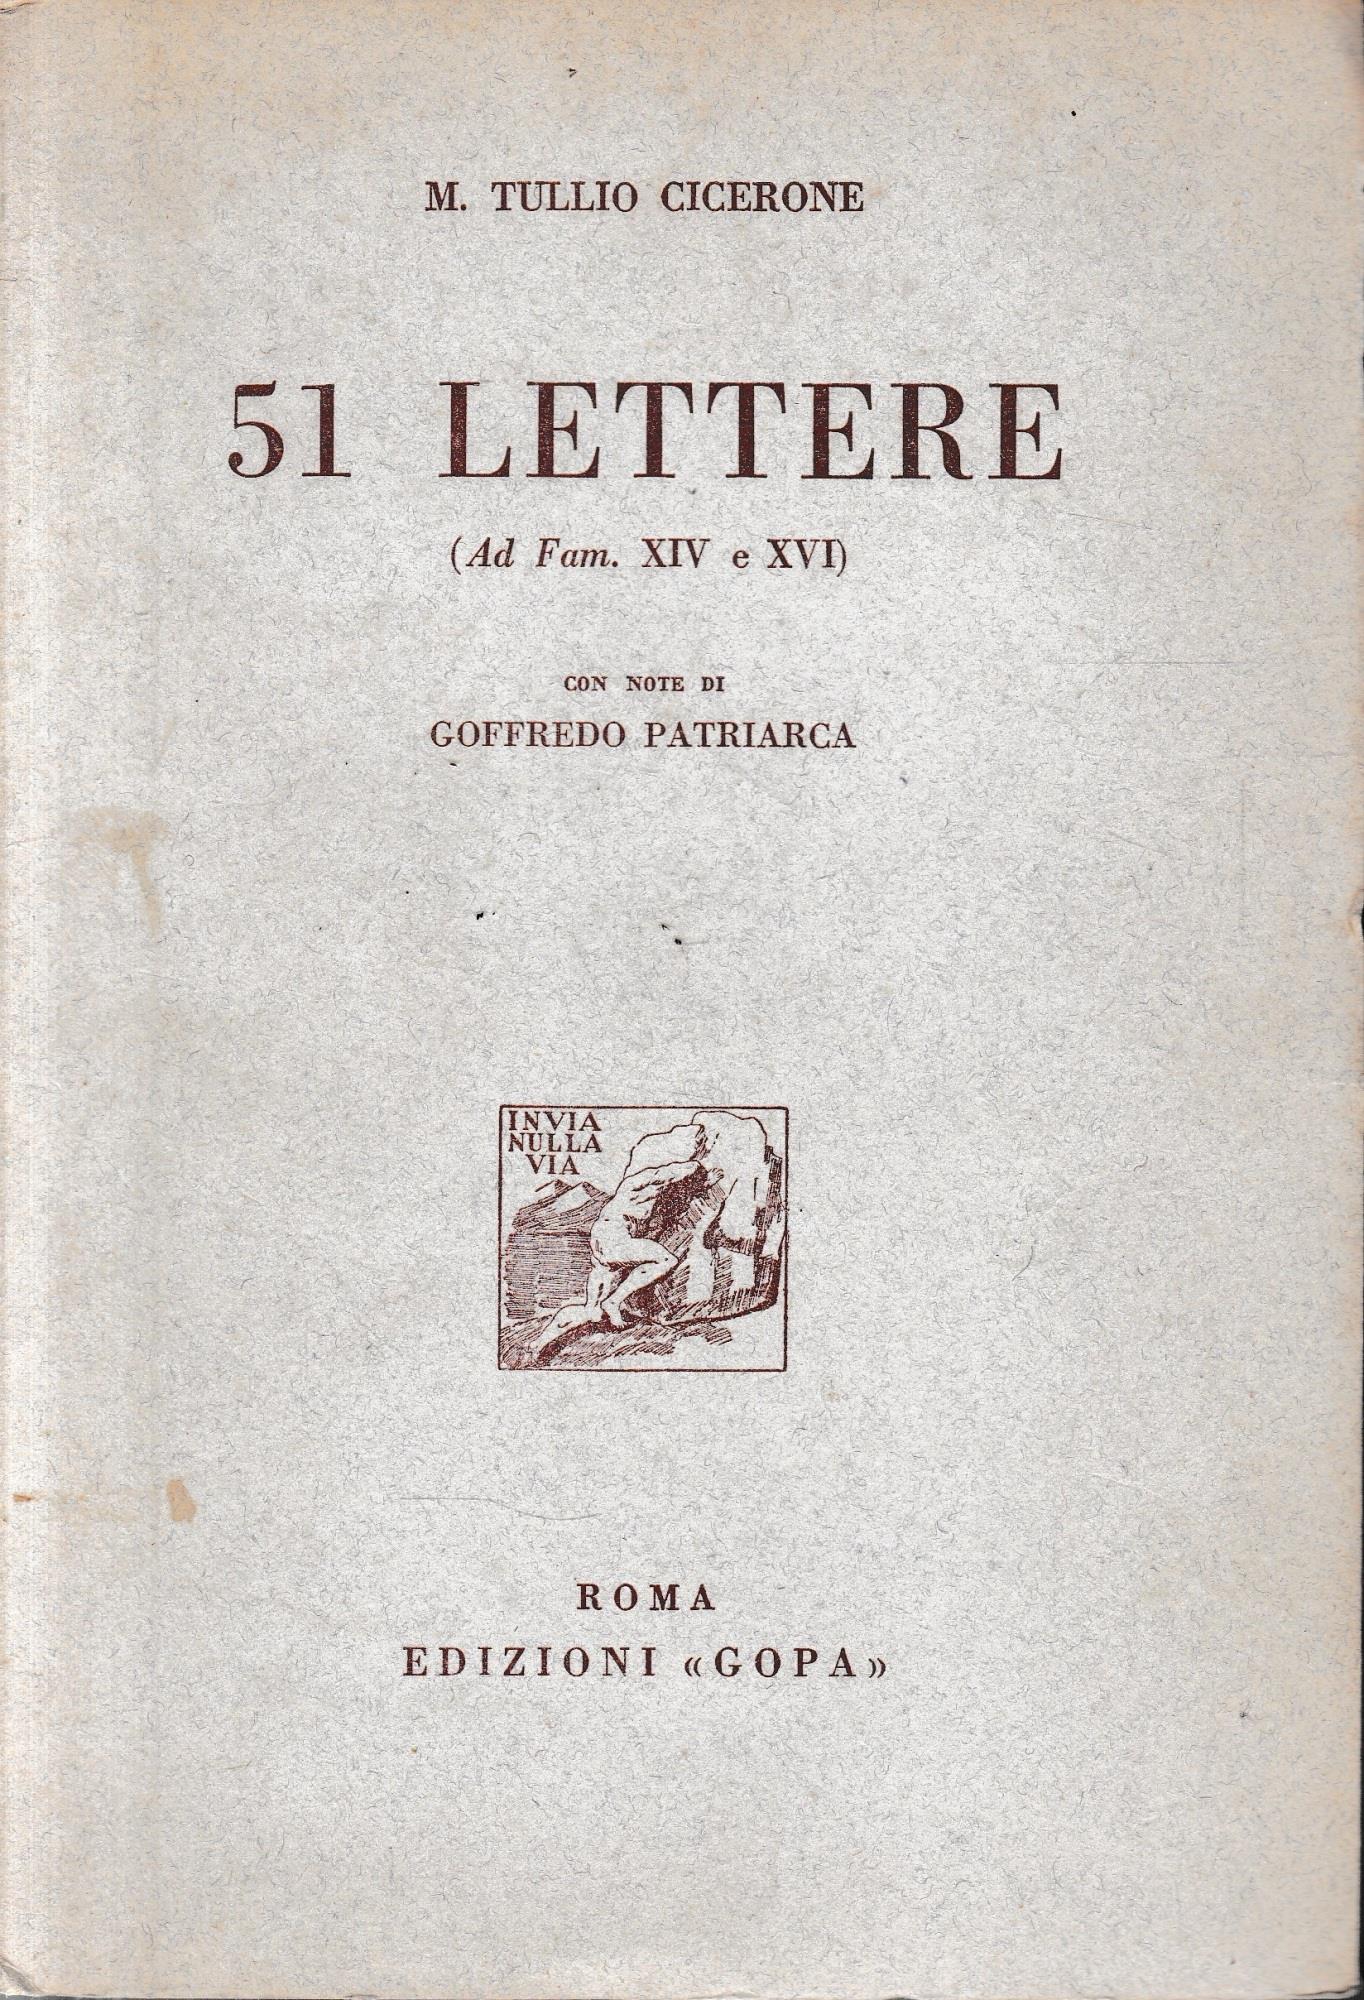 M. TULLIO CICERONE
51 LETTERE
(Ad Fam. XIV e XVI)
CON NOTE DI
GOFFREDO PATRIARCA
INVIA
NULLA
VIA
ROMA
EDIZIONI «GOPA»